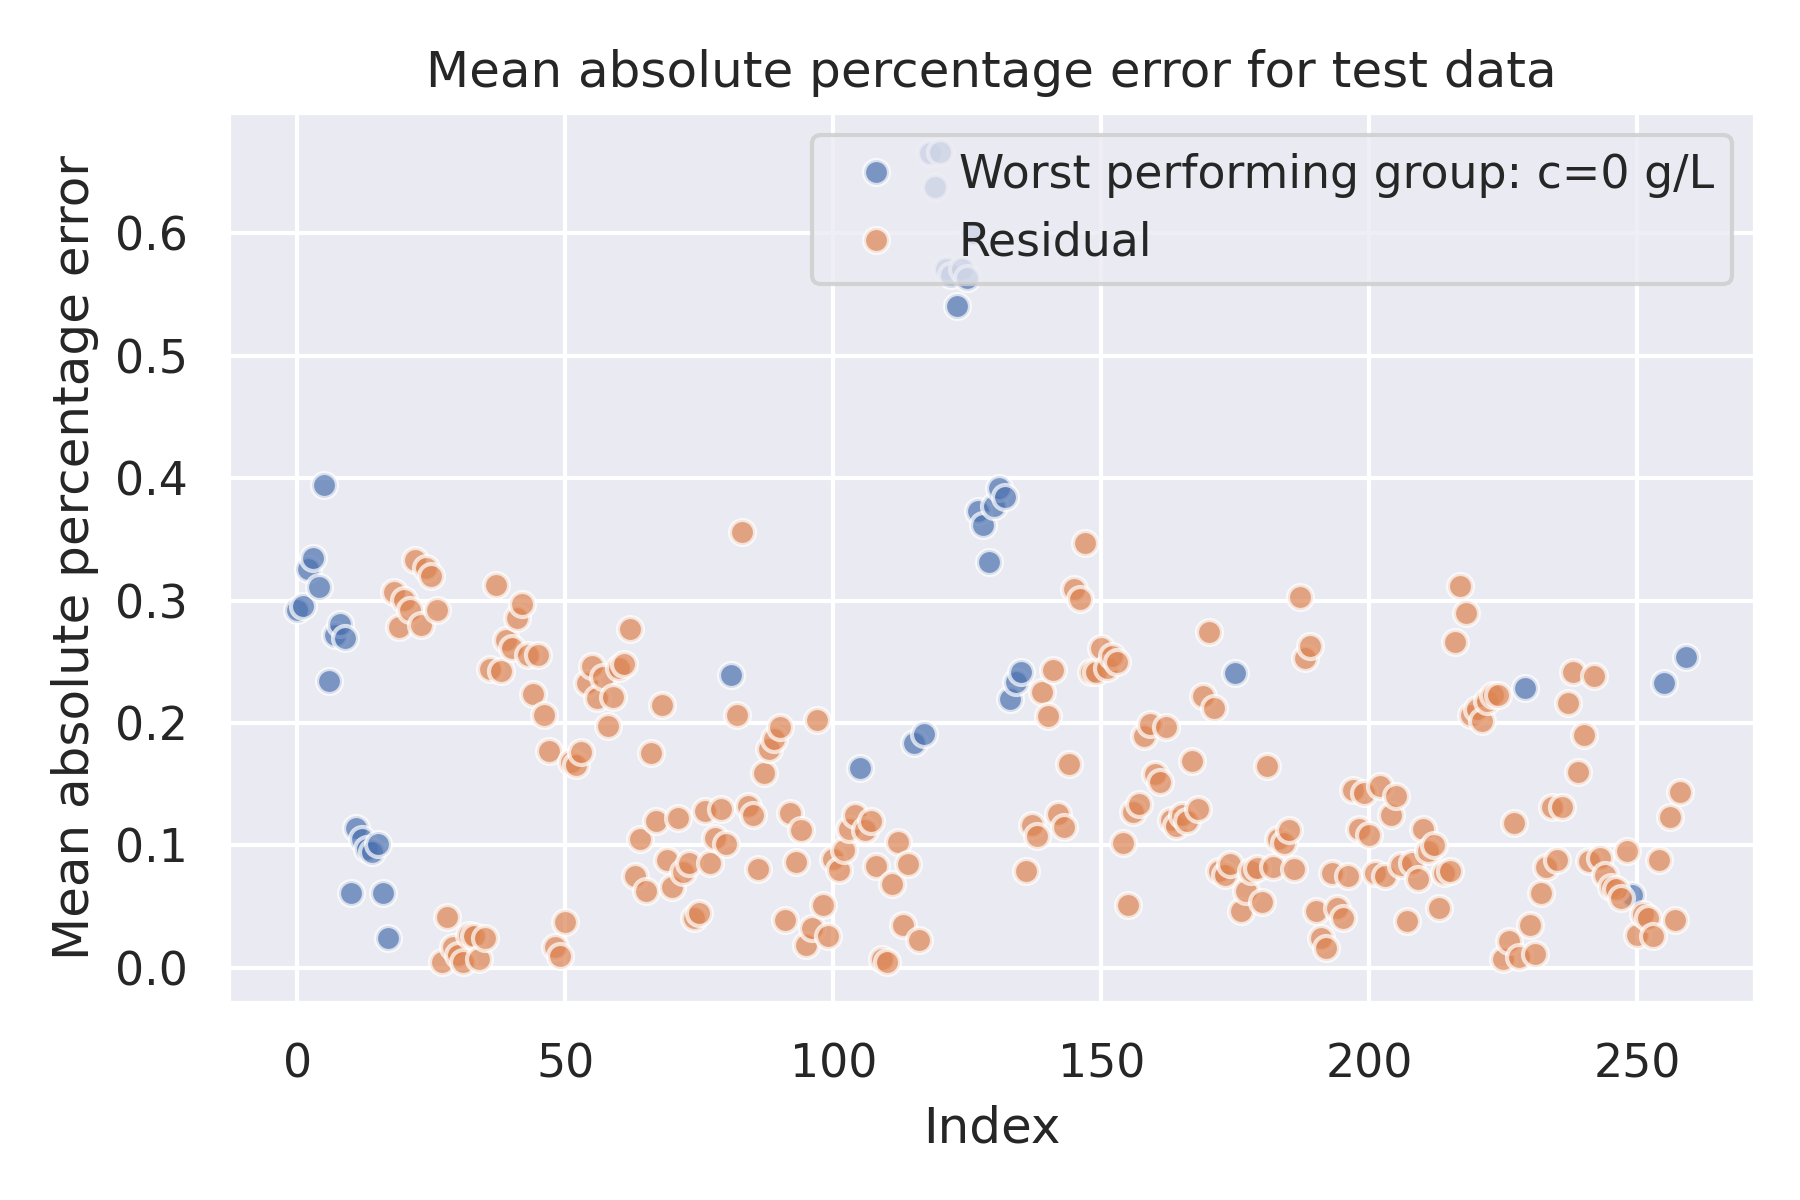 Mean absolute percentage error for test data
Worst performing group: c=0 g/L
Residual
Mean absolute percentage error
0.6
0.5
0.4
0.3
0.2
0.1
0.0
0 50 100 150 200 250
Index